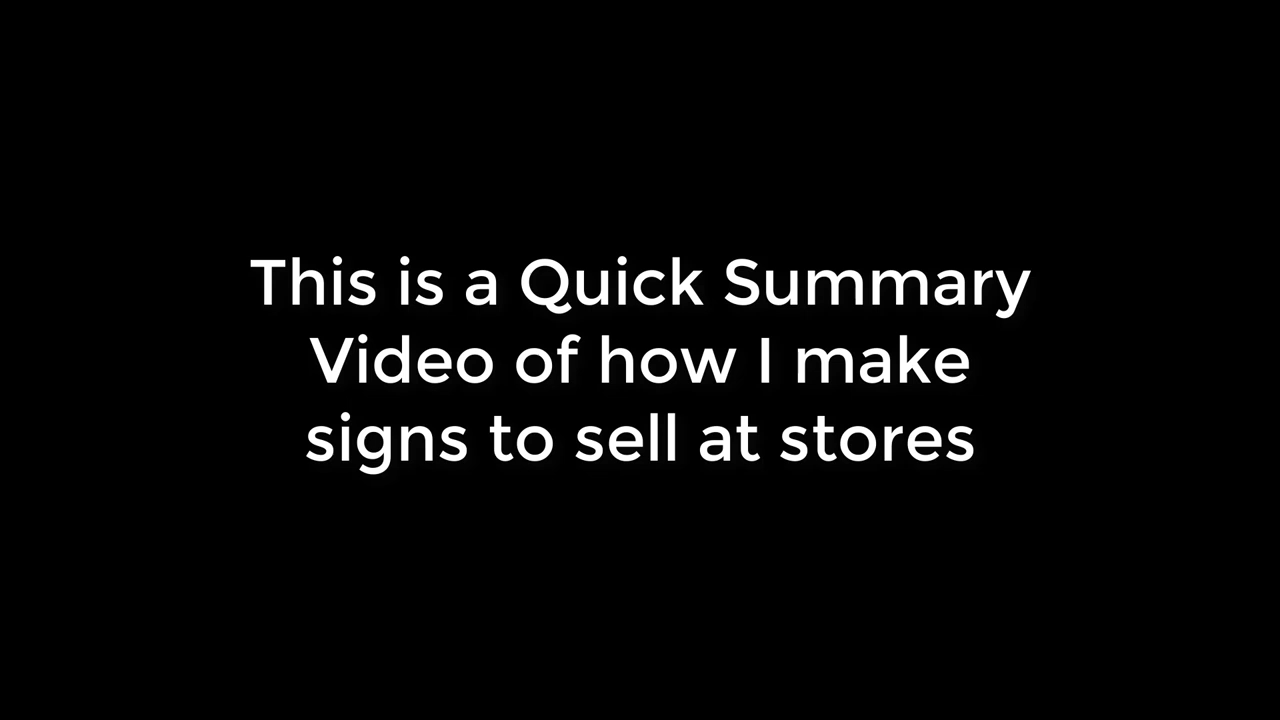 This is a Quick Summary
Video of how I make
signs to sell at stores